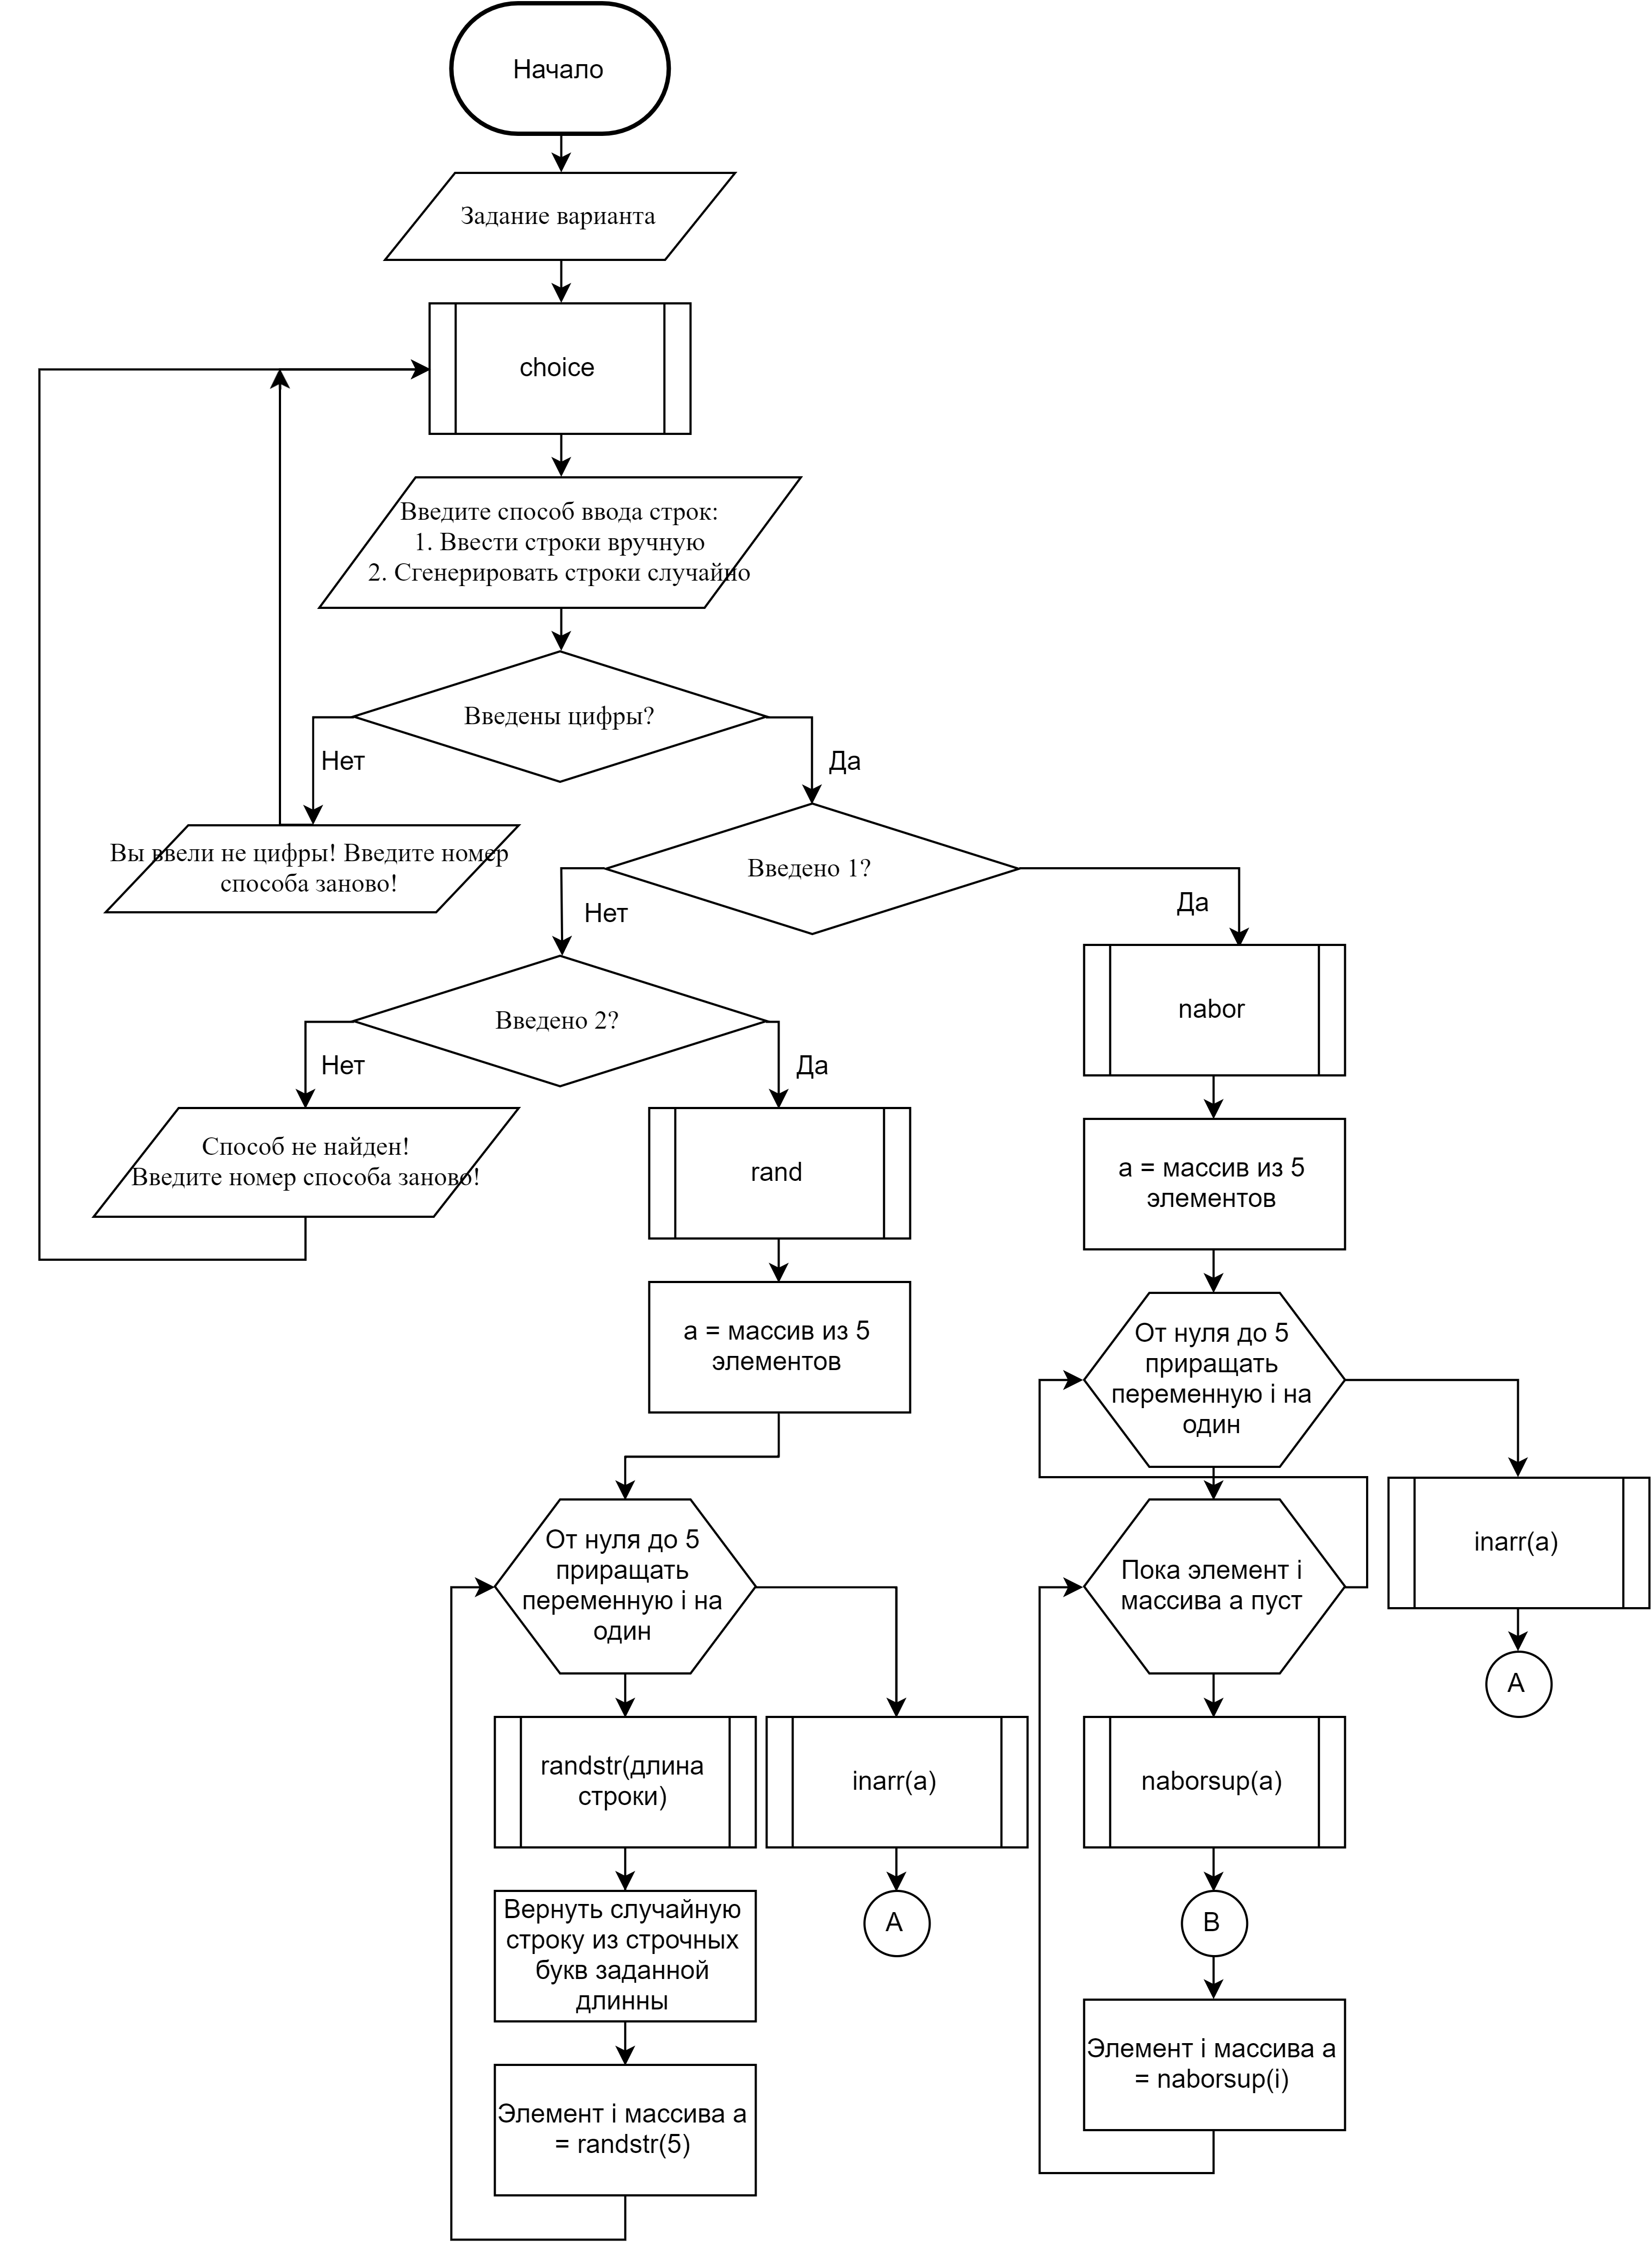 Начало
Задание варианта
choice
Введите способ ввода строк:
1. Ввести строки вручную
2. Сгенерировать строки случайно
Введены цифры?
Нет
Да
Вы ввели не цифры! Введите номер
способа заново!
Введено 1?
Нет
Да
Введено 2?
Нет
Да
Способ не найден!
Введите номер способа заново!
rand
a = массив из 5
элементов
От нуля до 5
приращать
переменную i на
один
randstr(длина
строки)
Вернуть случайную
строку из строчных
букв заданной
длинны
Элемент i массива a
= randstr(5)
inarr(a)
A
nabor
a = массив из 5
элементов
От нуля до 5
приращать
переменную i на
один
Пока элемент i
массива a пуст
naborsup(a)
B
Элемент i массива a
= naborsup(i)
inarr(a)
A